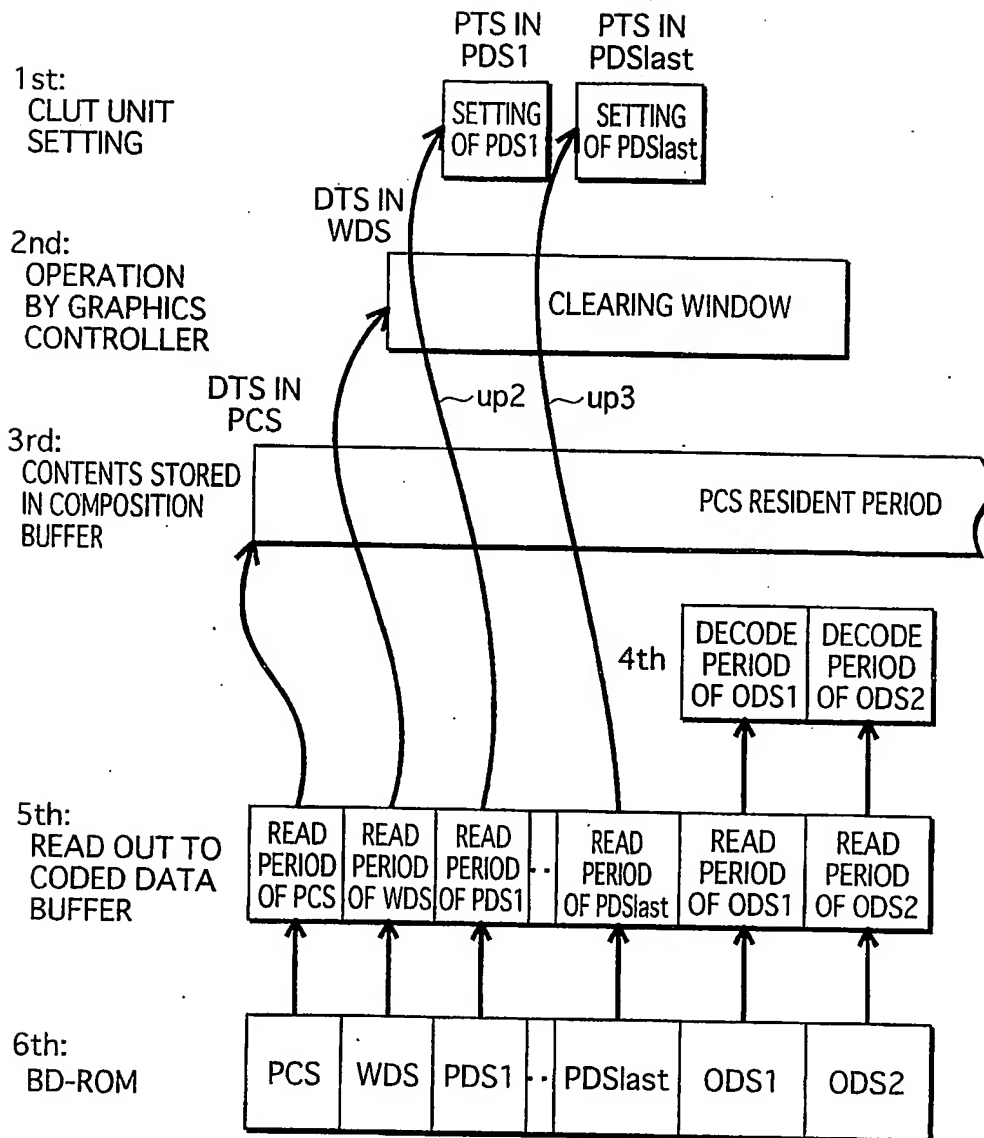 PTS IN
PDS1
PTS IN
PDSlast
1st:
CLUT UNIT
SETTING
SETTING
OF PDS1
SETTING
OF PDSlast
DTS IN
WDS
2nd:
OPERATION
BY GRAPHICS
CONTROLLER
CLEARING WINDOW
DTS IN
PCS
up2
up3
3rd:
CONTENTS STORED
IN COMPOSITION
BUFFER
PCS RESIDENT PERIOD
4th
DECODE
PERIOD
OF ODS1
DECODE
PERIOD
OF ODS2
5th:
READ OUT TO
CODED DATA
BUFFER
READ
PERIOD
OF PCS
READ
PERIOD
OF WDS
READ
PERIOD
OF PDS1
··
READ
PERIOD
OF PDSlast
READ
PERIOD
OF ODS1
READ
PERIOD
OF ODS2
6th:
BD-ROM
PCS
WDS
PDS1
··
PDSlast
ODS1
ODS2